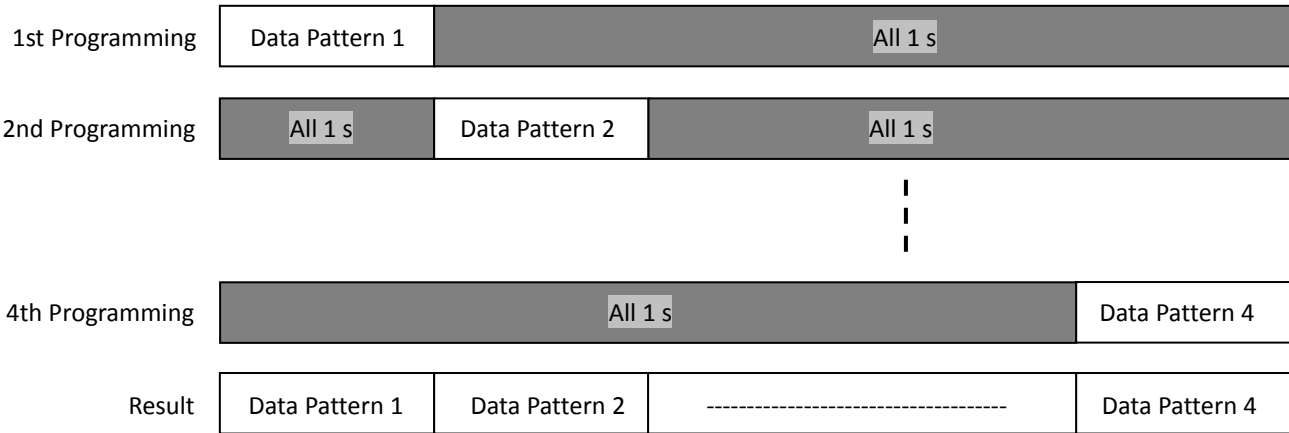 1st Programming Data Pattern 1 All 1 s
2nd Programming All 1 s Data Pattern 2 All 1 s
4th Programming All 1 s Data Pattern 4
Result Data Pattern 1 Data Pattern 2 -------------------------------------- Data Pattern 4